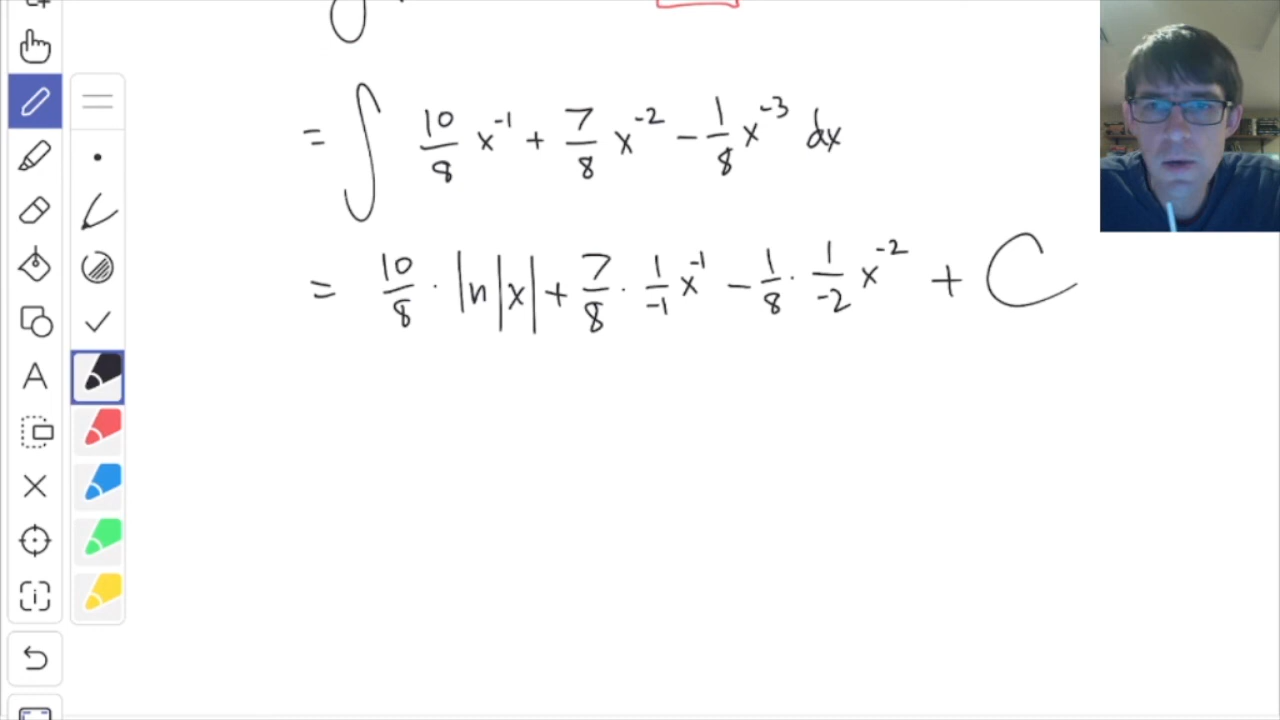 = ∫ 10/8 x⁻¹ + 7/8 x⁻² − 1/8 x⁻³ dx
= 10/8 · ln|x| + 7/8 · 1/-1 x⁻¹ − 1/8 · 1/-2 x⁻² + C
A